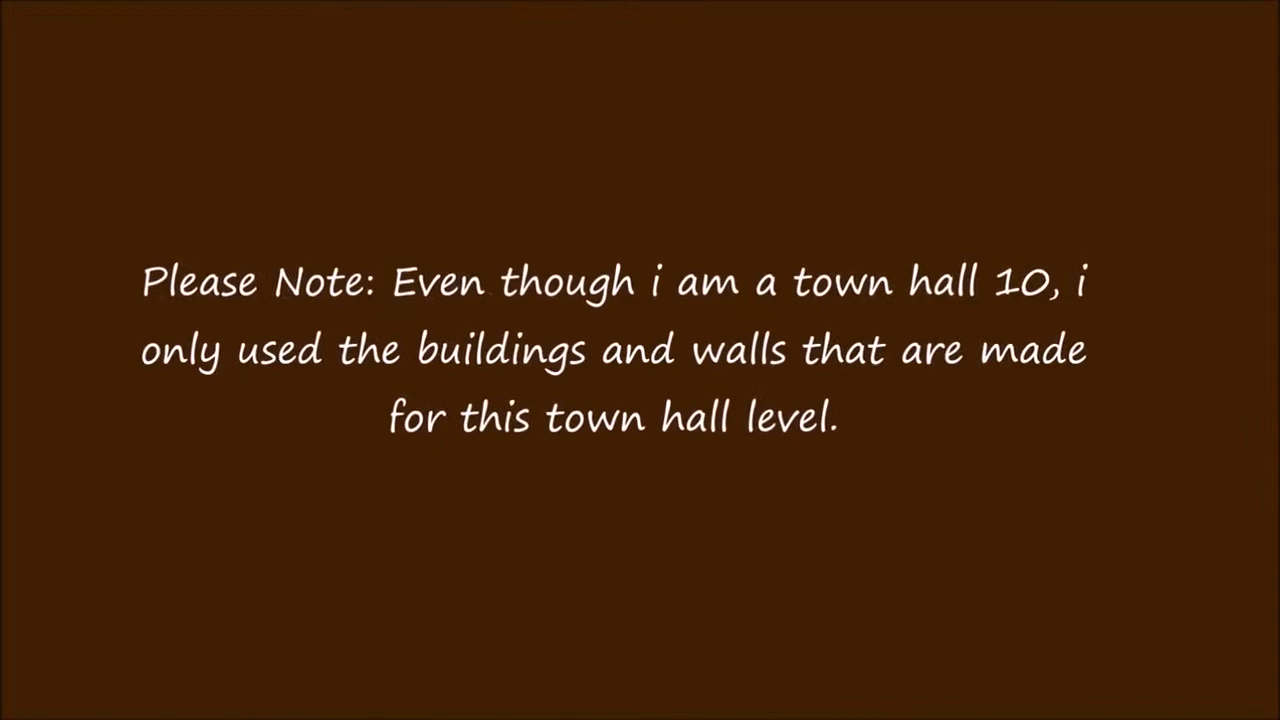 Please Note: Even though i am a town hall 10, i
only used the buildings and walls that are made
for this town hall level.